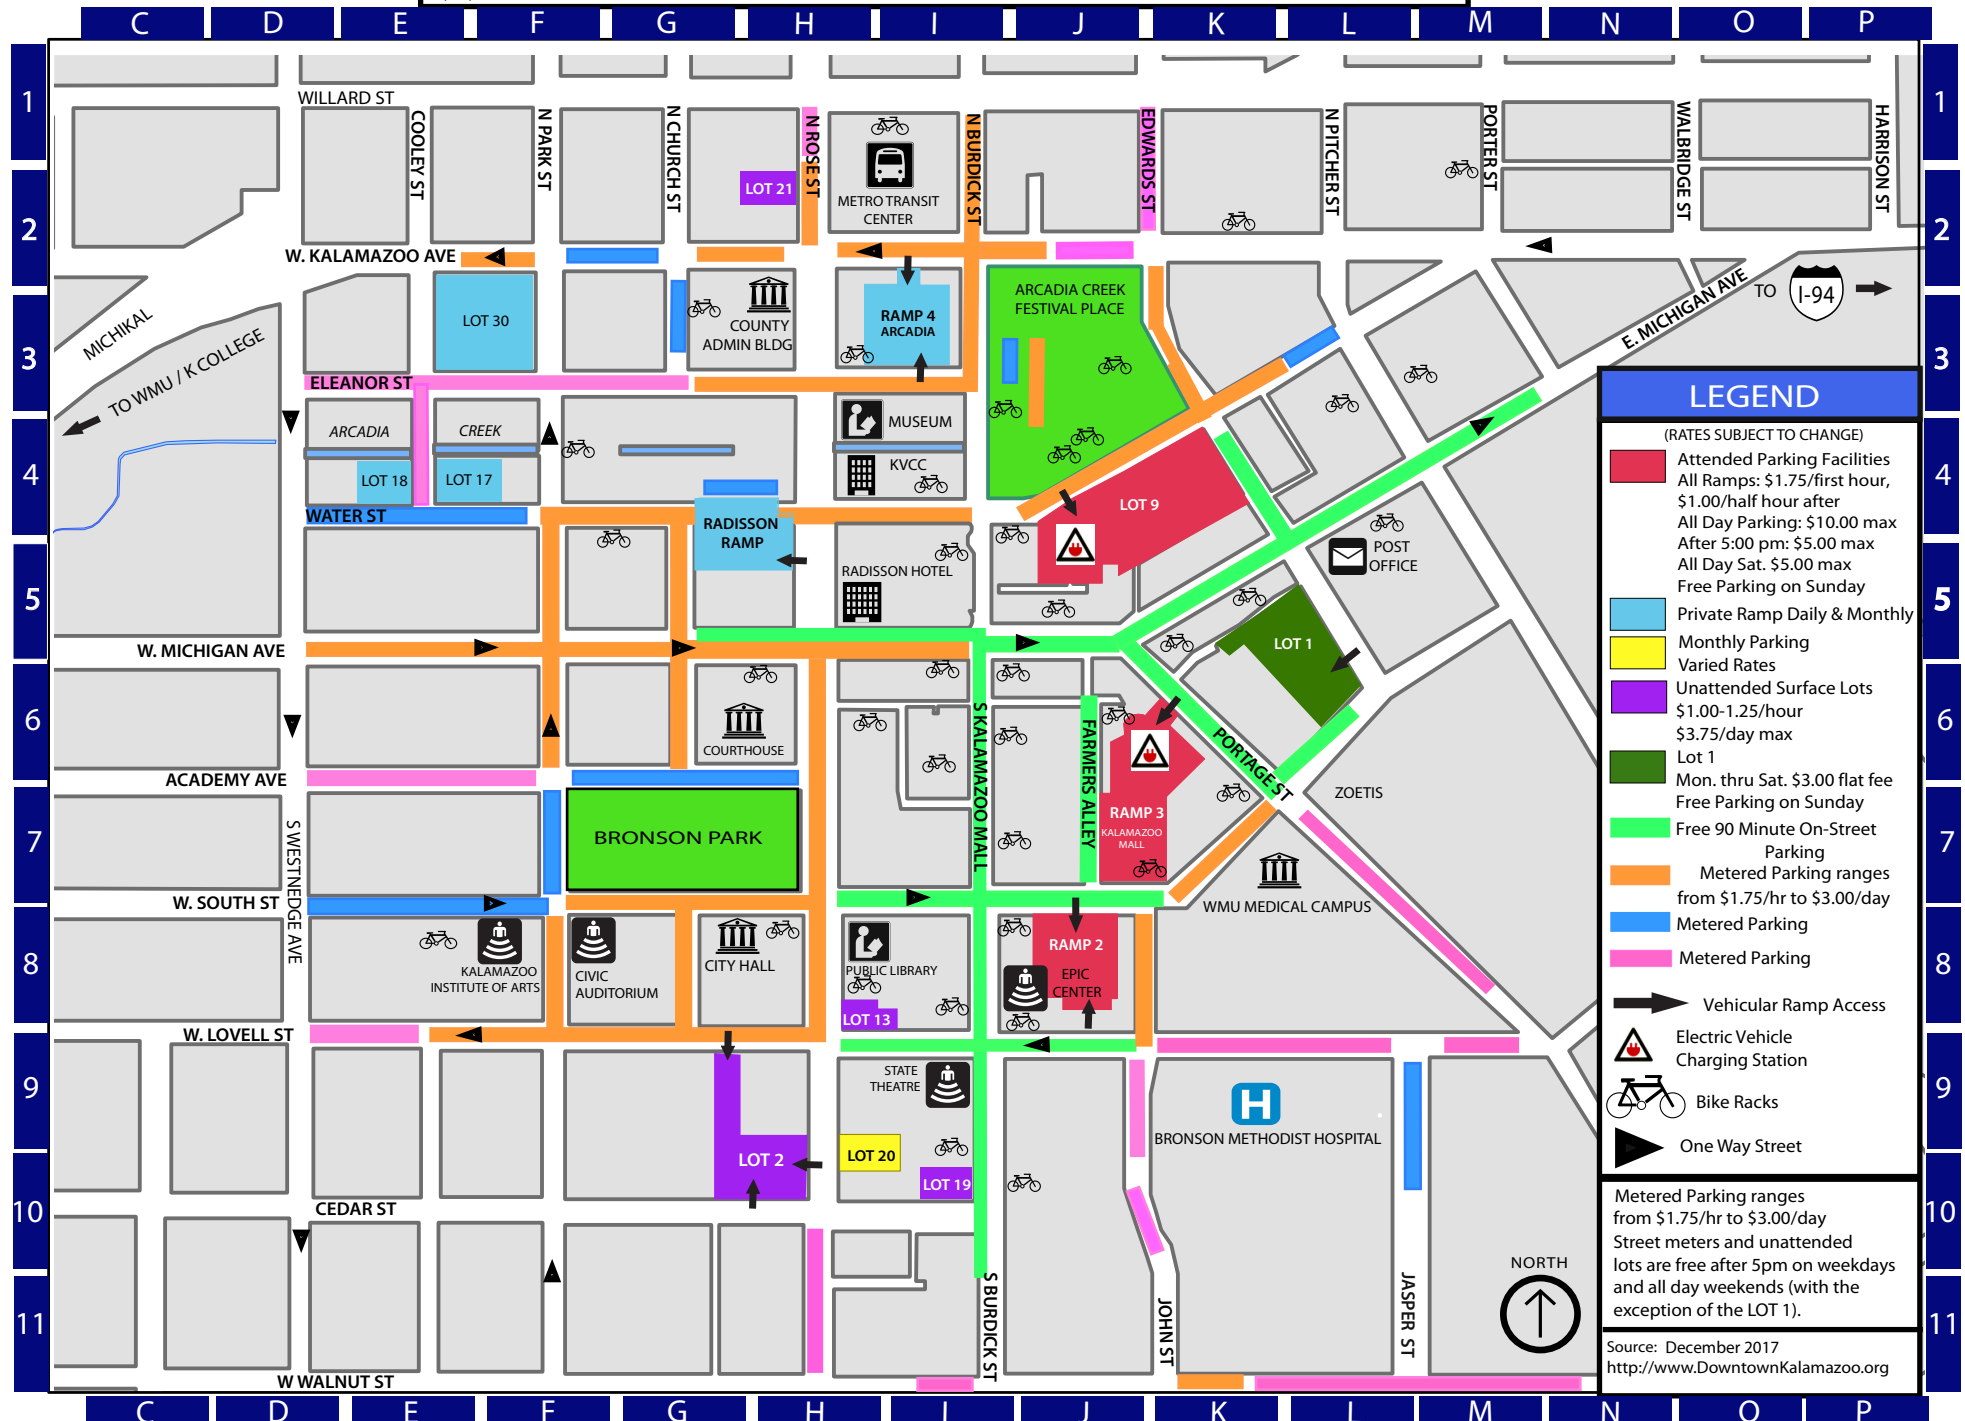 C D E F G H I J K L M N O P
1
1
WILLARD ST
COOLEY ST
N PARK ST
N CHURCH ST
N ROSE ST
N BURDICK ST
EDWARDS ST
N PITCHER ST
PORTER ST
WALBRIDGE ST
HARRISON ST
2
2
LOT 21
METRO TRANSIT
CENTER
W. KALAMAZOO AVE
MICHIKAL
TO WMU / K COLLEGE
3
3
LOT 30
COUNTY
ADMIN BLDG
RAMP 4
ARCADIA
ARCADIA CREEK
FESTIVAL PLACE
E. MICHIGAN AVE
TO
I-94
ELEANOR ST
4
4
ARCADIA
CREEK
LOT 18
LOT 17
MUSEUM
KVCC
LOT 9
WATER ST
RADISSON
RAMP
RADISSON HOTEL
POST
OFFICE
5
5
LOT 1
W. MICHIGAN AVE
6
6
COURTHOUSE
S KALAMAZOO MALL
FARMERS ALLEY
PORTAGE ST
ACADEMY AVE
ZOETIS
7
7
S WESTNEDGE AVE
BRONSON PARK
RAMP 3
KALAMAZOO
MALL
W. SOUTH ST
WMU MEDICAL CAMPUS
8
8
KALAMAZOO
INSTITUTE OF ARTS
CIVIC
AUDITORIUM
CITY HALL
PUBLIC LIBRARY
LOT 13
RAMP 2
EPIC
CENTER
W. LOVELL ST
9
9
STATE
THEATRE
BRONSON METHODIST HOSPITAL
H
LOT 2
LOT 20
LOT 19
CEDAR ST
10
10
11
11
S BURDICK ST
JOHN ST
JASPER ST
NORTH
W WALNUT ST
LEGEND
(RATES SUBJECT TO CHANGE)
Attended Parking Facilities
All Ramps: $1.75/first hour,
$1.00/half hour after
All Day Parking: $10.00 max
After 5:00 pm: $5.00 max
All Day Sat. $5.00 max
Free Parking on Sunday
Private Ramp Daily & Monthly
Monthly Parking
Varied Rates
Unattended Surface Lots
$1.00-1.25/hour
$3.75/day max
Lot 1
Mon. thru Sat. $3.00 flat fee
Free Parking on Sunday
Free 90 Minute On-Street
Parking
Metered Parking ranges
from $1.75/hr to $3.00/day
Metered Parking
Metered Parking
Vehicular Ramp Access
Electric Vehicle
Charging Station
Bike Racks
One Way Street
Metered Parking ranges
from $1.75/hr to $3.00/day
Street meters and unattended
lots are free after 5pm on weekdays
and all day weekends (with the
exception of the LOT 1).
Source: December 2017
http://www.DowntownKalamazoo.org
C D E F G H I J K L M N O P